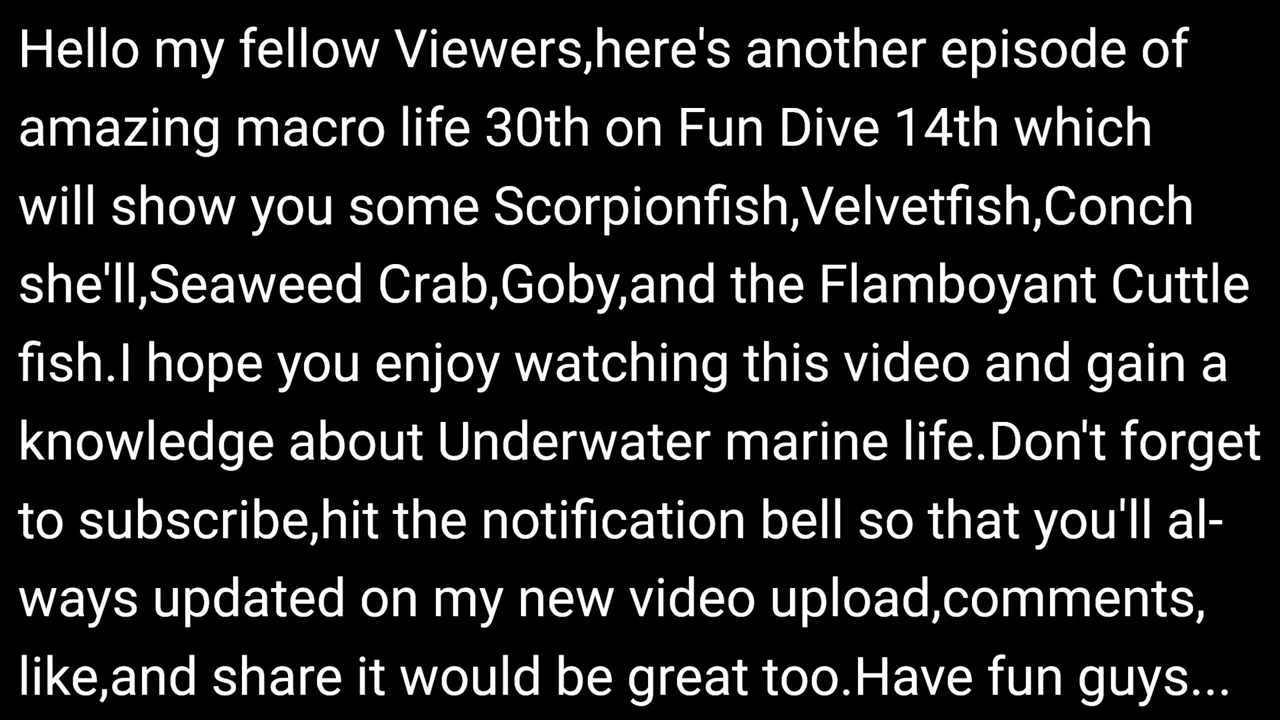 Hello my fellow Viewers,here's another episode of
amazing macro life 30th on Fun Dive 14th which
will show you some Scorpionfish,Velvetfish,Conch
she'll,Seaweed Crab,Goby,and the Flamboyant Cuttle
fish.I hope you enjoy watching this video and gain a
knowledge about Underwater marine life.Don't forget
to subscribe,hit the notification bell so that you'll al-
ways updated on my new video upload,comments,
like,and share it would be great too.Have fun guys...